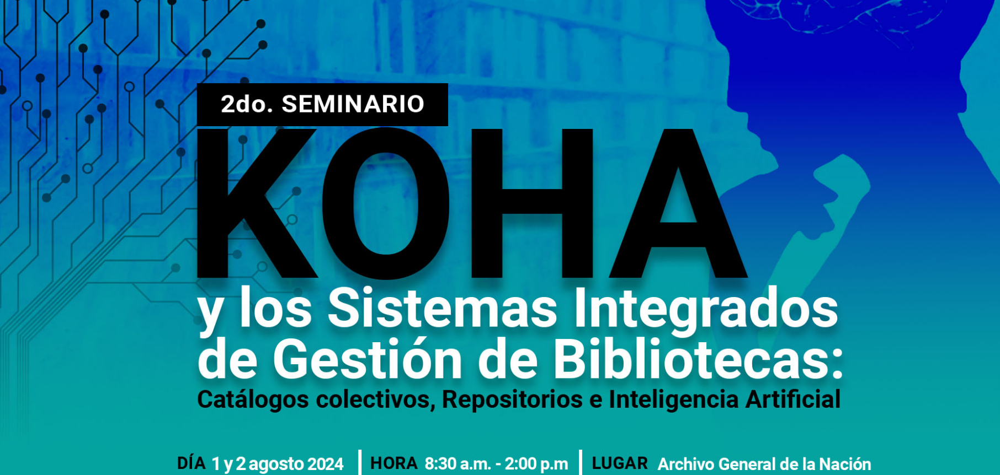 2do. SEMINARIO
KOHA
y los Sistemas Integrados
de Gestión de Bibliotecas:
Catálogos colectivos, Repositorios e Inteligencia Artificial
DÍA 1 y 2 agosto 2024 HORA 8:30 a.m. - 2:00 p.m LUGAR Archivo General de la Nación